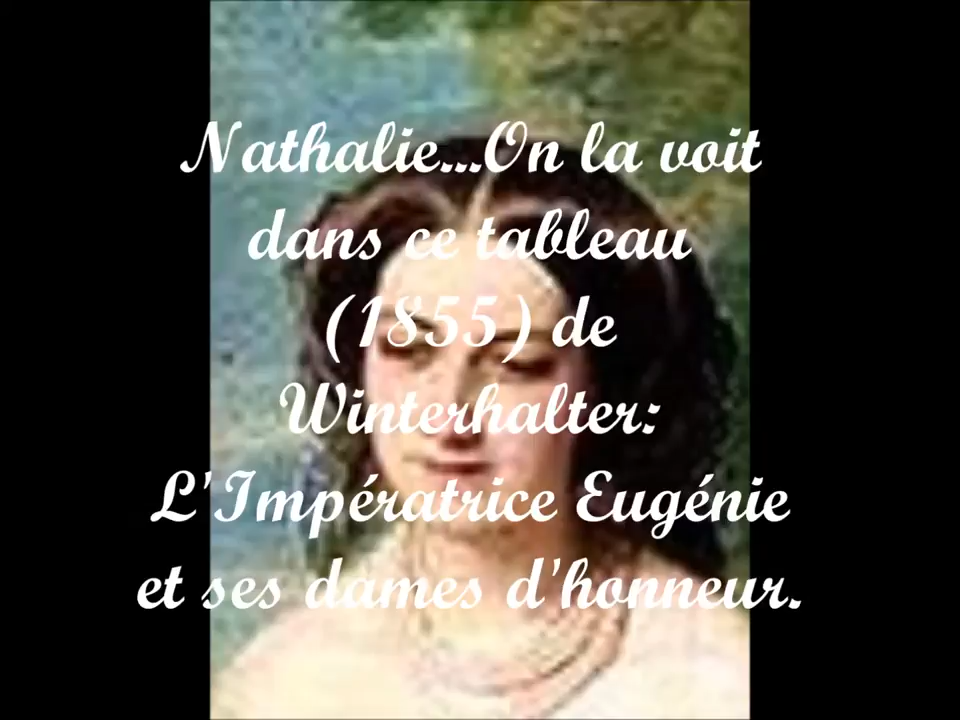 Nathalie...On la voit
dans ce tableau
(1855) de
Winterhalter:
L'Impératrice Eugénie
et ses dames d'honneur.